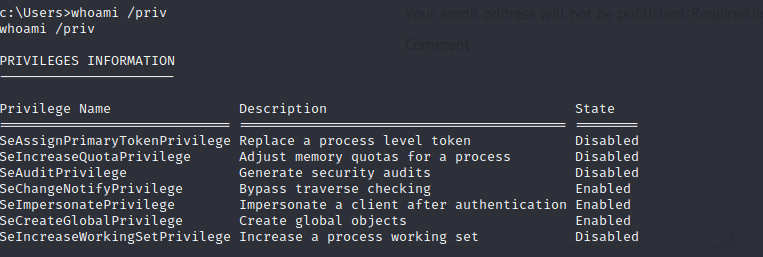 Your email address will not be published. Required
Comment
c:\Users>whoami /priv
whoami /priv
PRIVILEGES INFORMATION
Privilege Name Description State
SeAssignPrimaryTokenPrivilege Replace a process level token Disabled
SeIncreaseQuotaPrivilege Adjust memory quotas for a process Disabled
SeAuditPrivilege Generate security audits Disabled
SeChangeNotifyPrivilege Bypass traverse checking Enabled
SeImpersonatePrivilege Impersonate a client after authentication Enabled
SeCreateGlobalPrivilege Create global objects Enabled
SeIncreaseWorkingSetPrivilege Increase a process working set Disabled